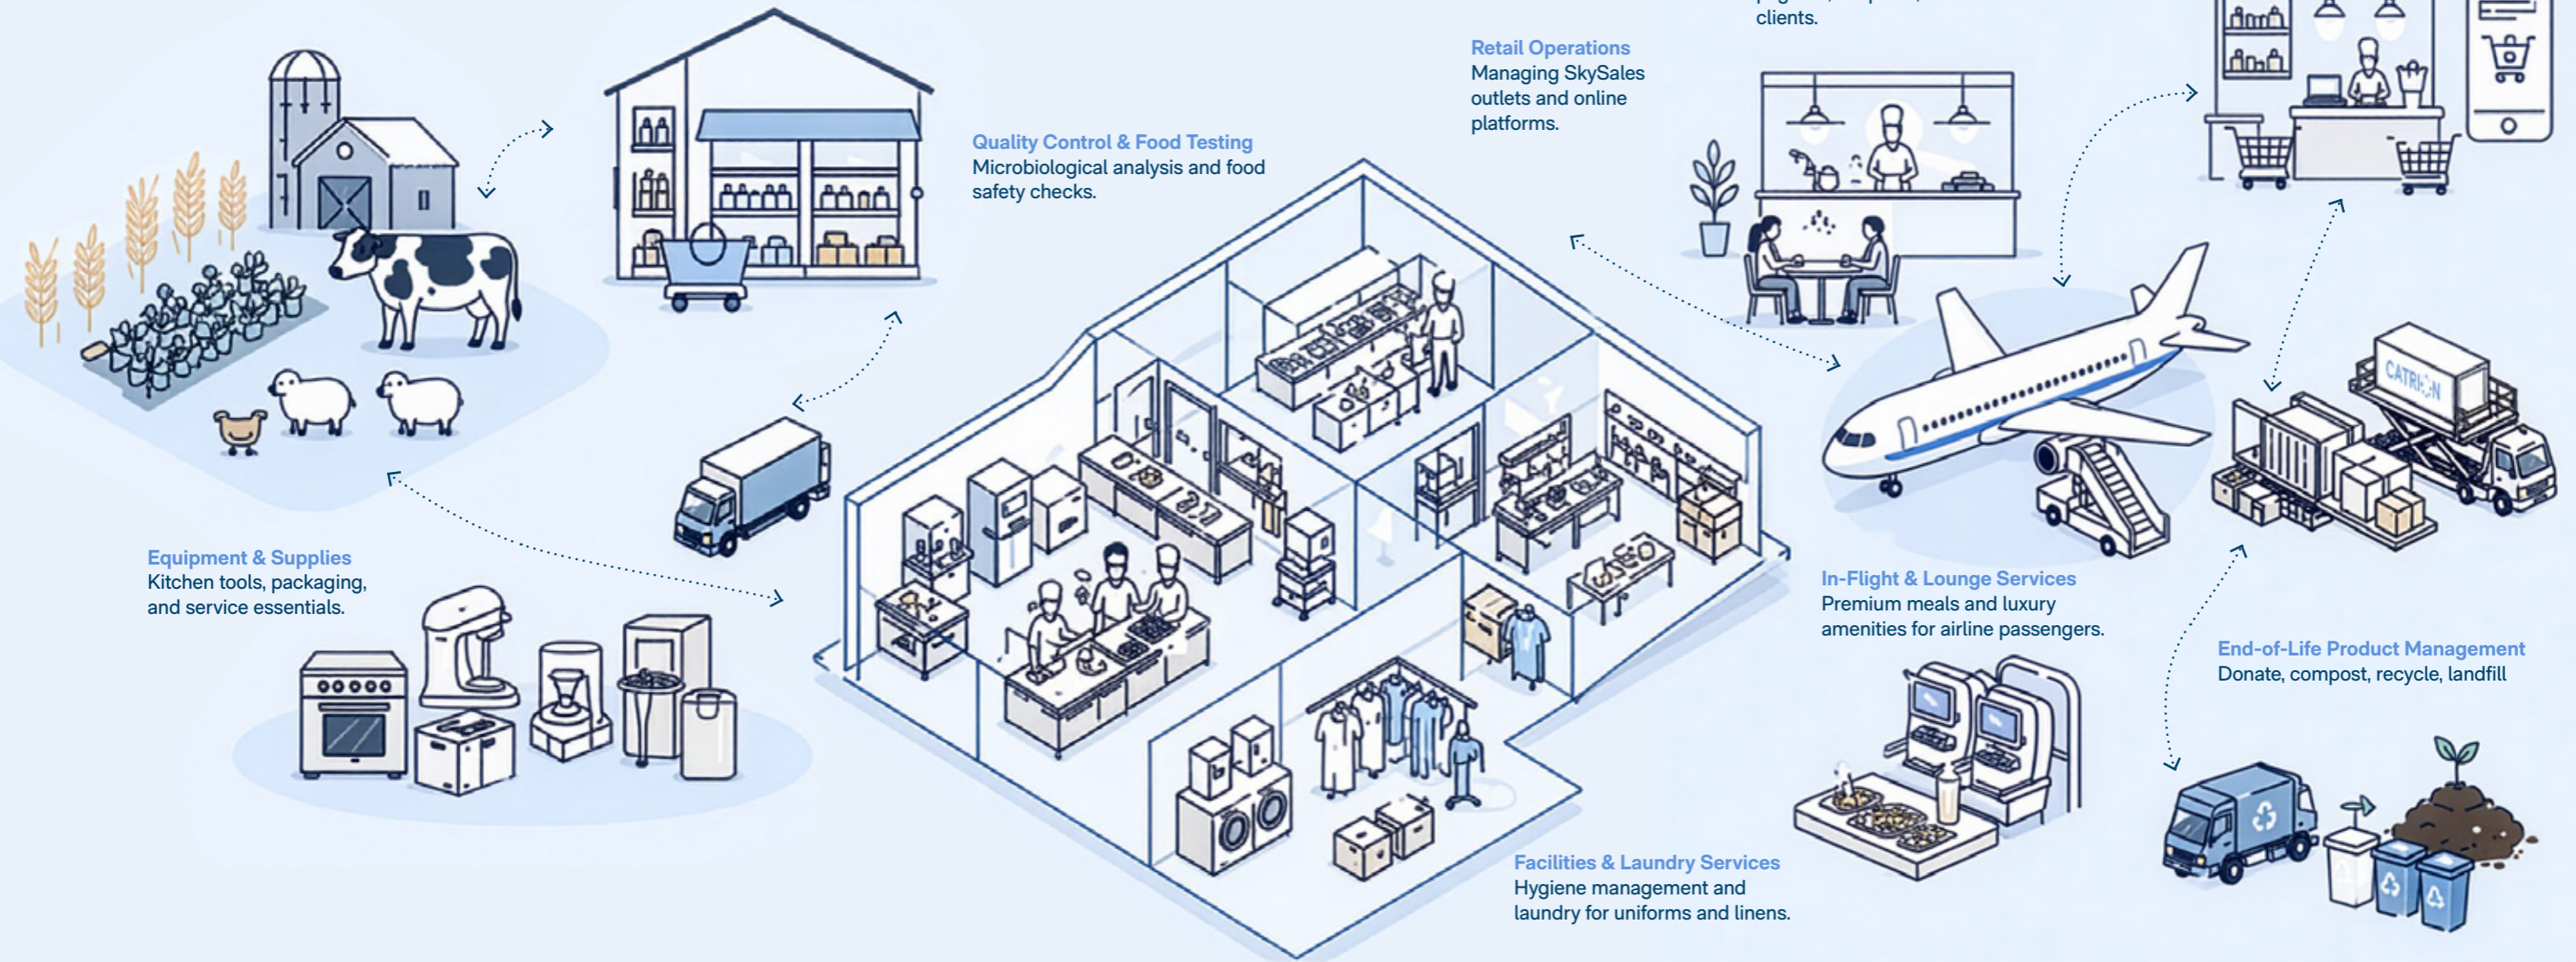 clients.
Retail Operations
Managing SkySales
outlets and online
platforms.
Quality Control & Food Testing
Microbiological analysis and food
safety checks.
CATRION
Equipment & Supplies
Kitchen tools, packaging,
and service essentials.
In-Flight & Lounge Services
Premium meals and luxury
amenities for airline passengers.
End-of-Life Product Management
Donate, compost, recycle, landfill
Facilities & Laundry Services
Hygiene management and
laundry for uniforms and linens.